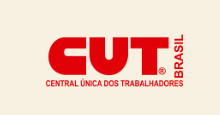 CUT®
BRASIL
CENTRAL ÚNICA DOS TRABALHADORES